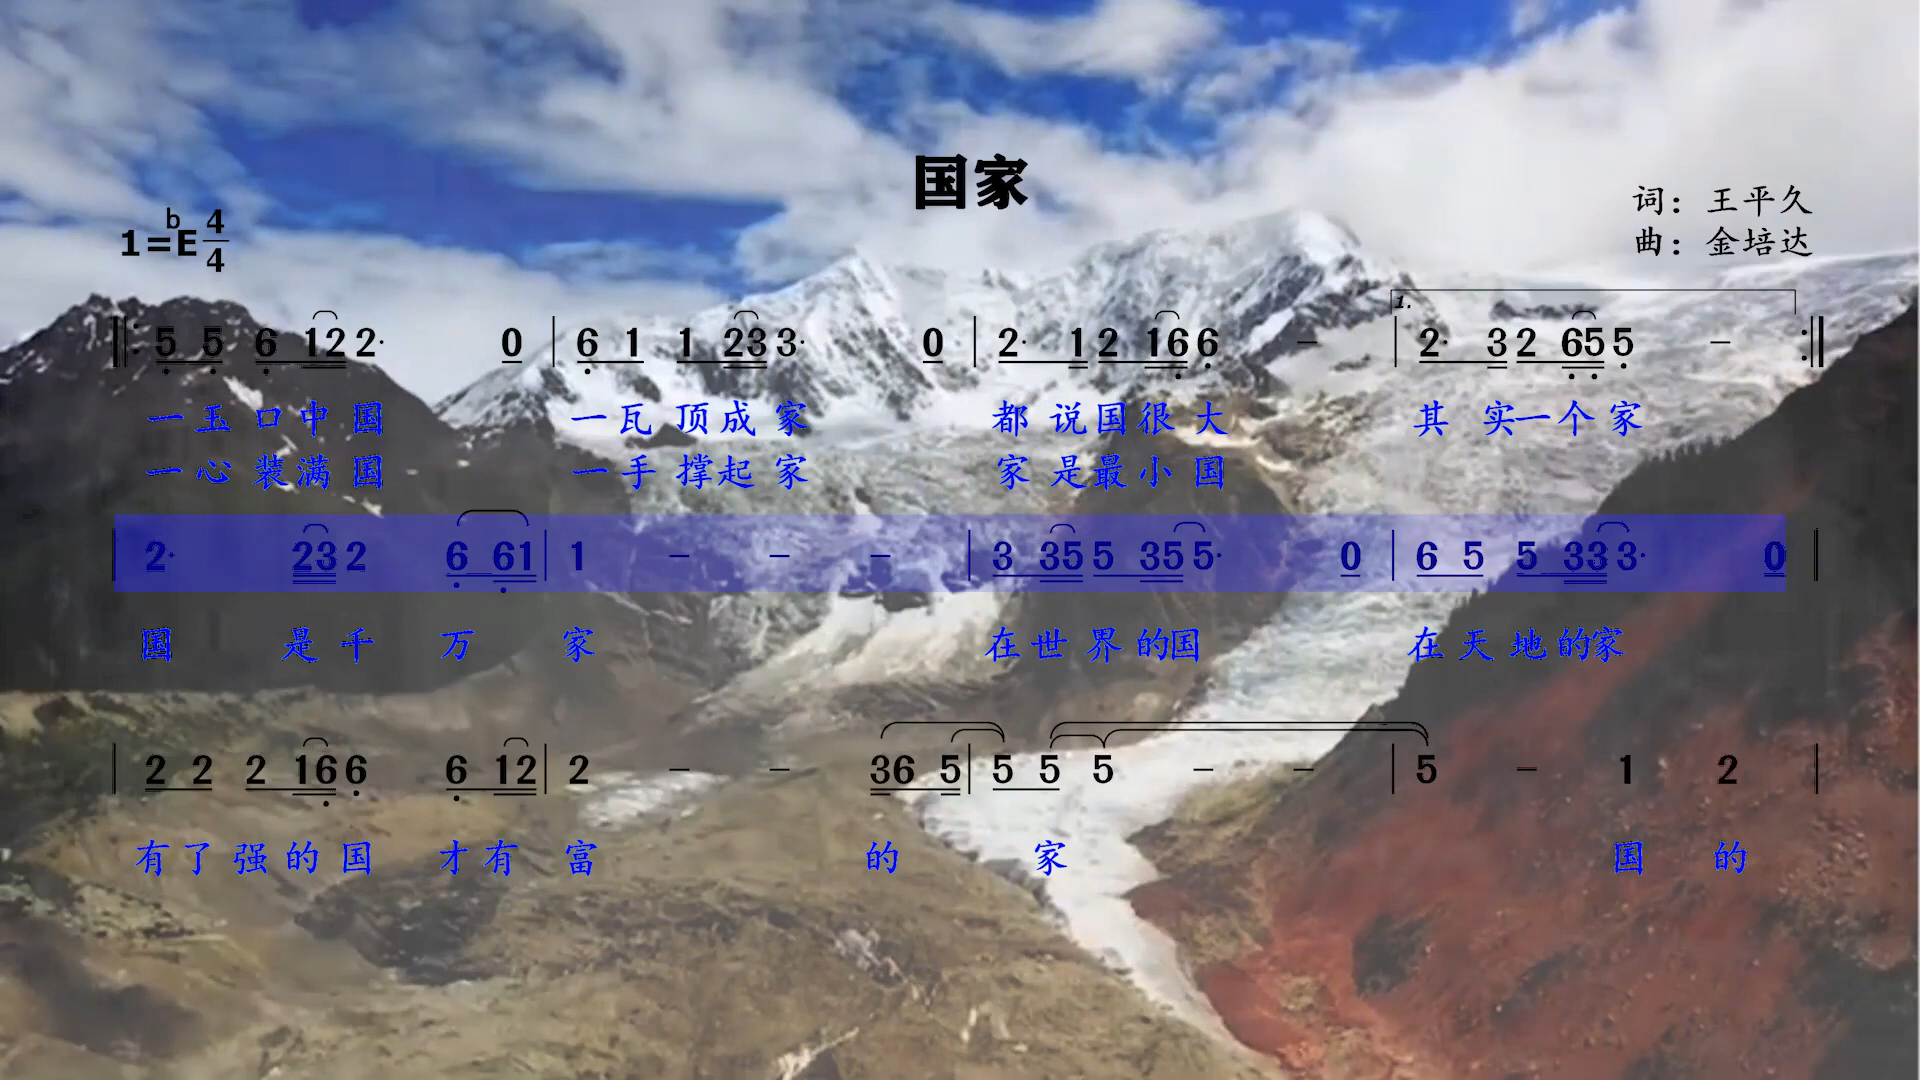 国家
词：王平久
1=ᵇE 4/4
曲：金培达
1.
5 5 6 12 2· 0 | 6 1 1 23 3· 0 | 2· 1 2 16 6 – | 2· 3 2 65 5 –
一玉口中国 一瓦顶成家 都说国很大 其实一个家
一心装满国 一手撑起家 家是最小国
2· 23 2 6 61 | 1 – – – | 3 35 5 35 5· 0 | 6 5 5 33 3· 0
国是千万家 在世界的国 在天地的家
2 2 2 16 6 6 12 | 2 – – 36 5 | 5 5 5 – – | 5 – 1 2
有了强的国 才有富的家 国的